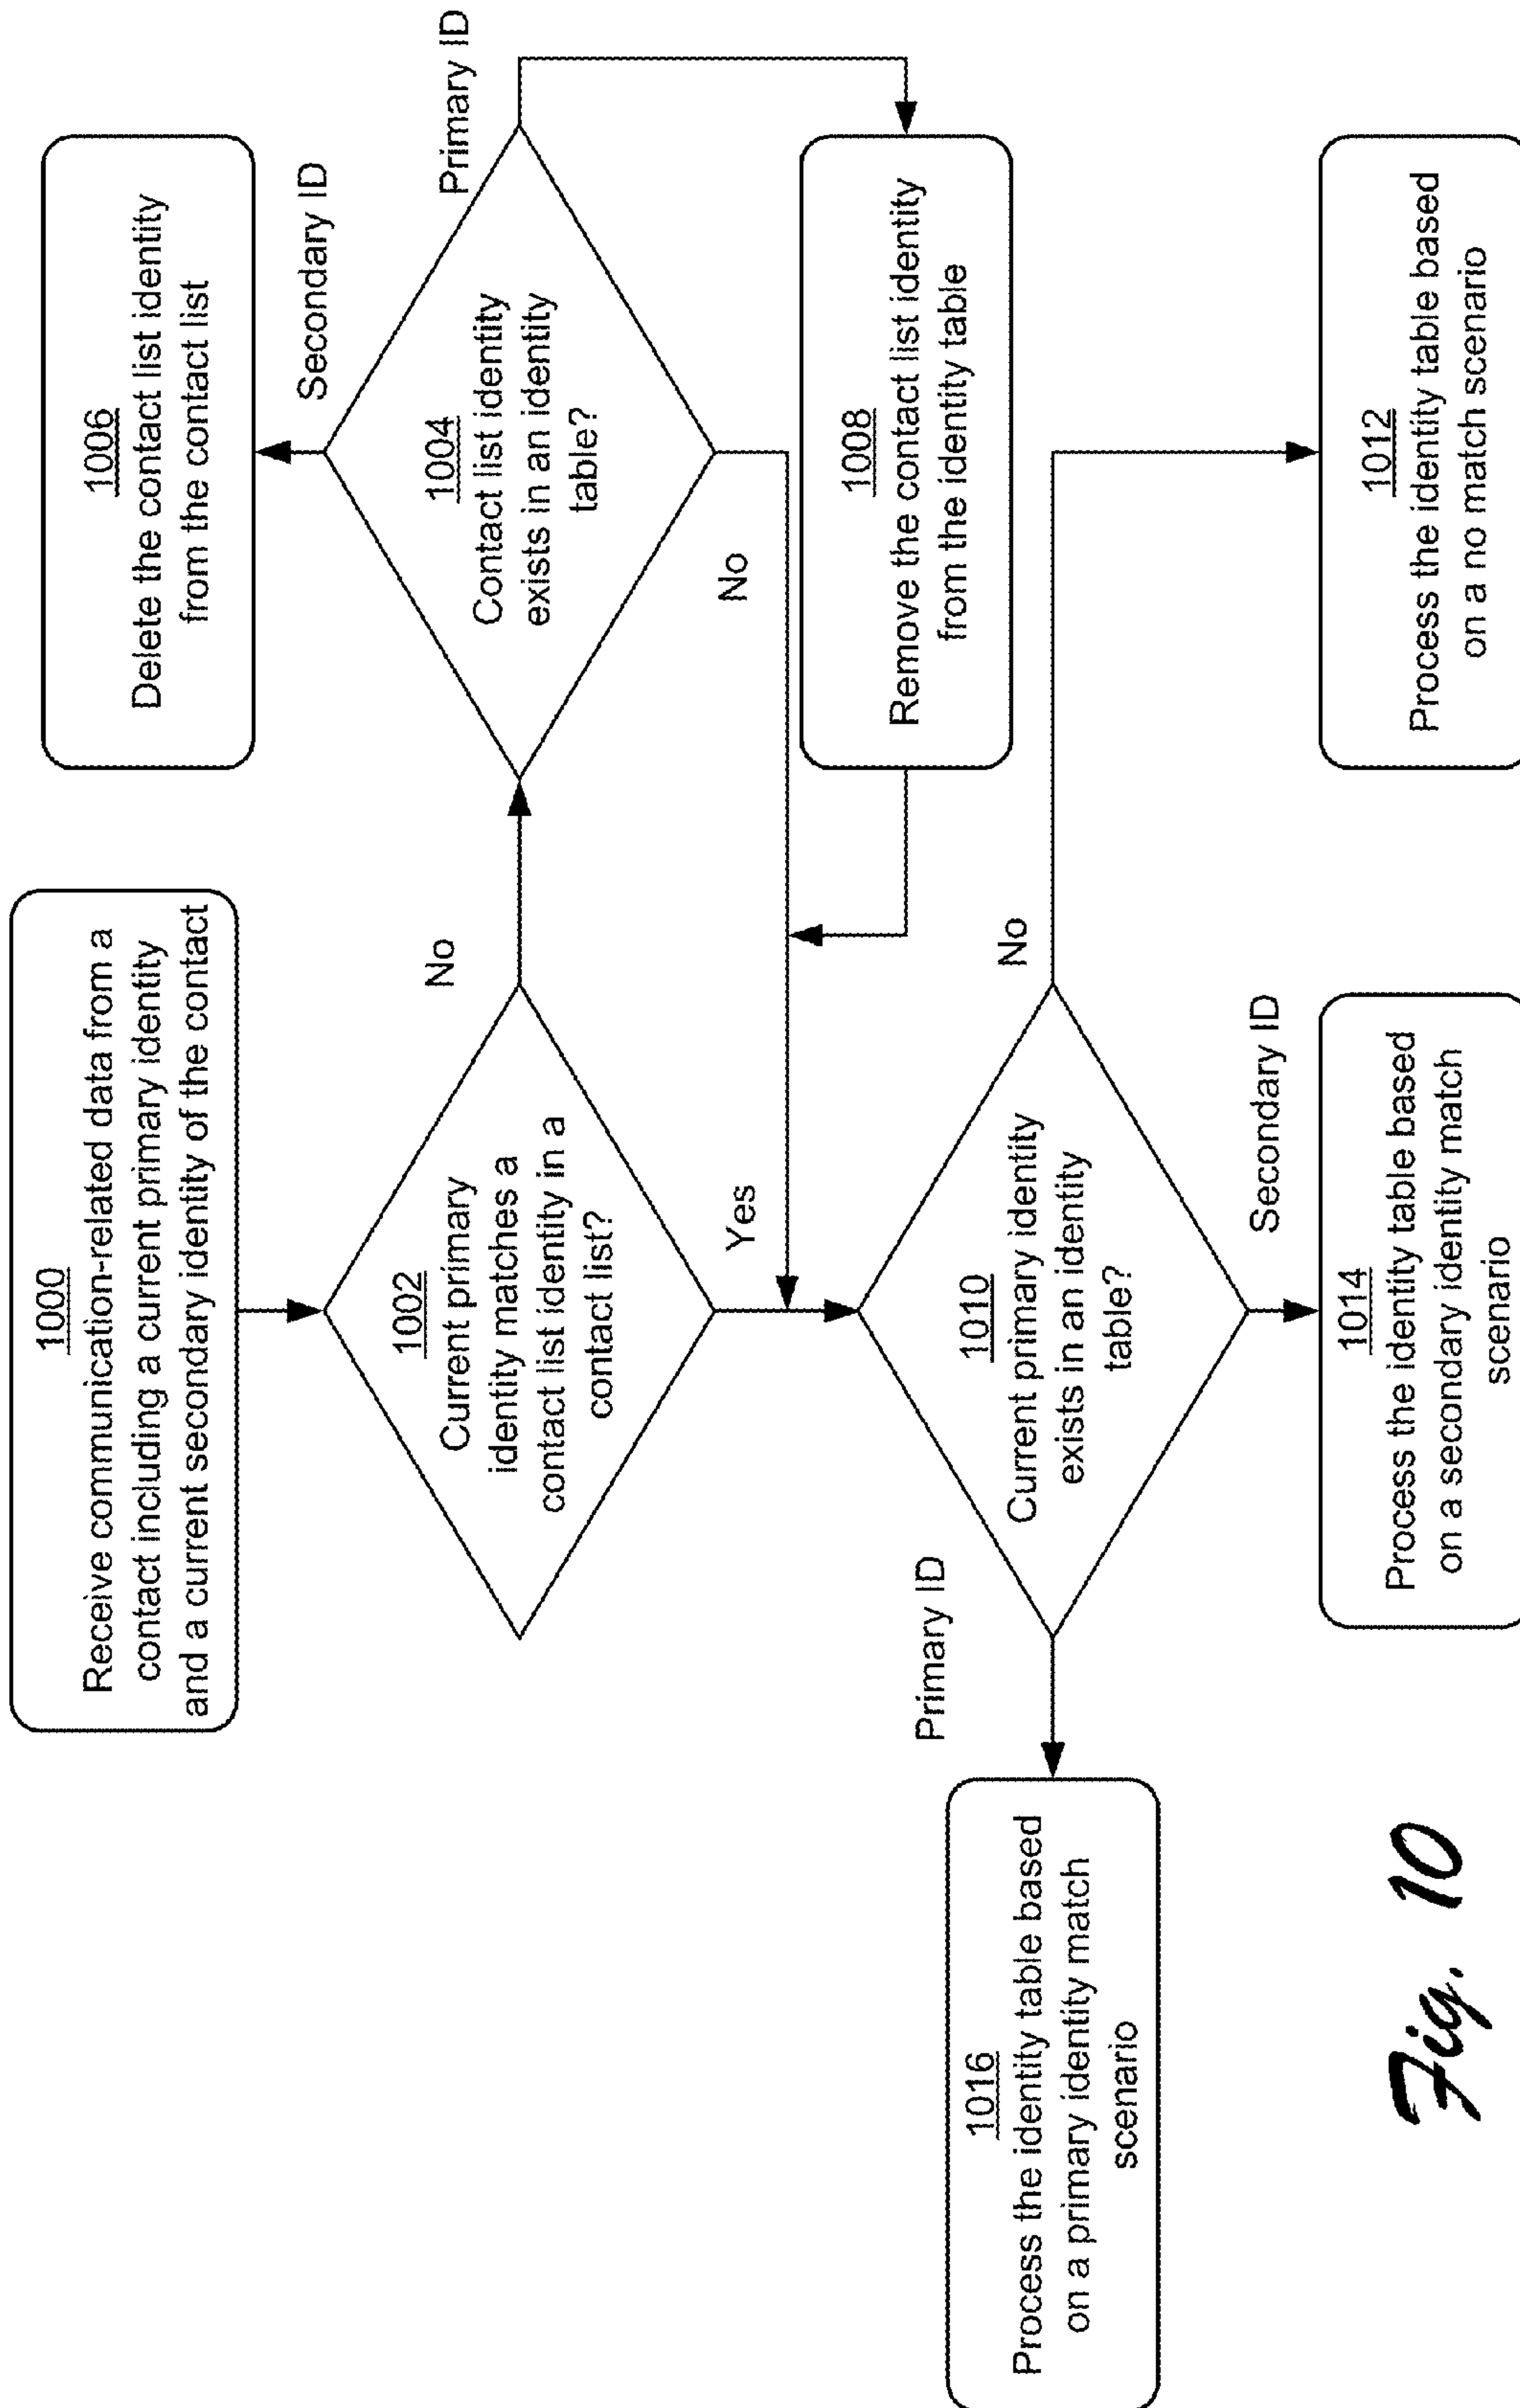 1000
Receive communication-related data from a
contact including a current primary identity
and a current secondary identity of the contact
1002
Current primary
identity matches a
contact list identity in a
contact list?
No
Yes
1004
Contact list identity
exists in an identity
table?
Secondary ID
Primary ID
No
1006
Delete the contact list identity
from the contact list
1008
Remove the contact list identity
from the identity table
1010
Current primary identity
exists in an identity
table?
Primary ID
No
Secondary ID
1012
Process the identity table based
on a no match scenario
1014
Process the identity table based
on a secondary identity match
scenario
1016
Process the identity table based
on a primary identity match
scenario
Fig. 10